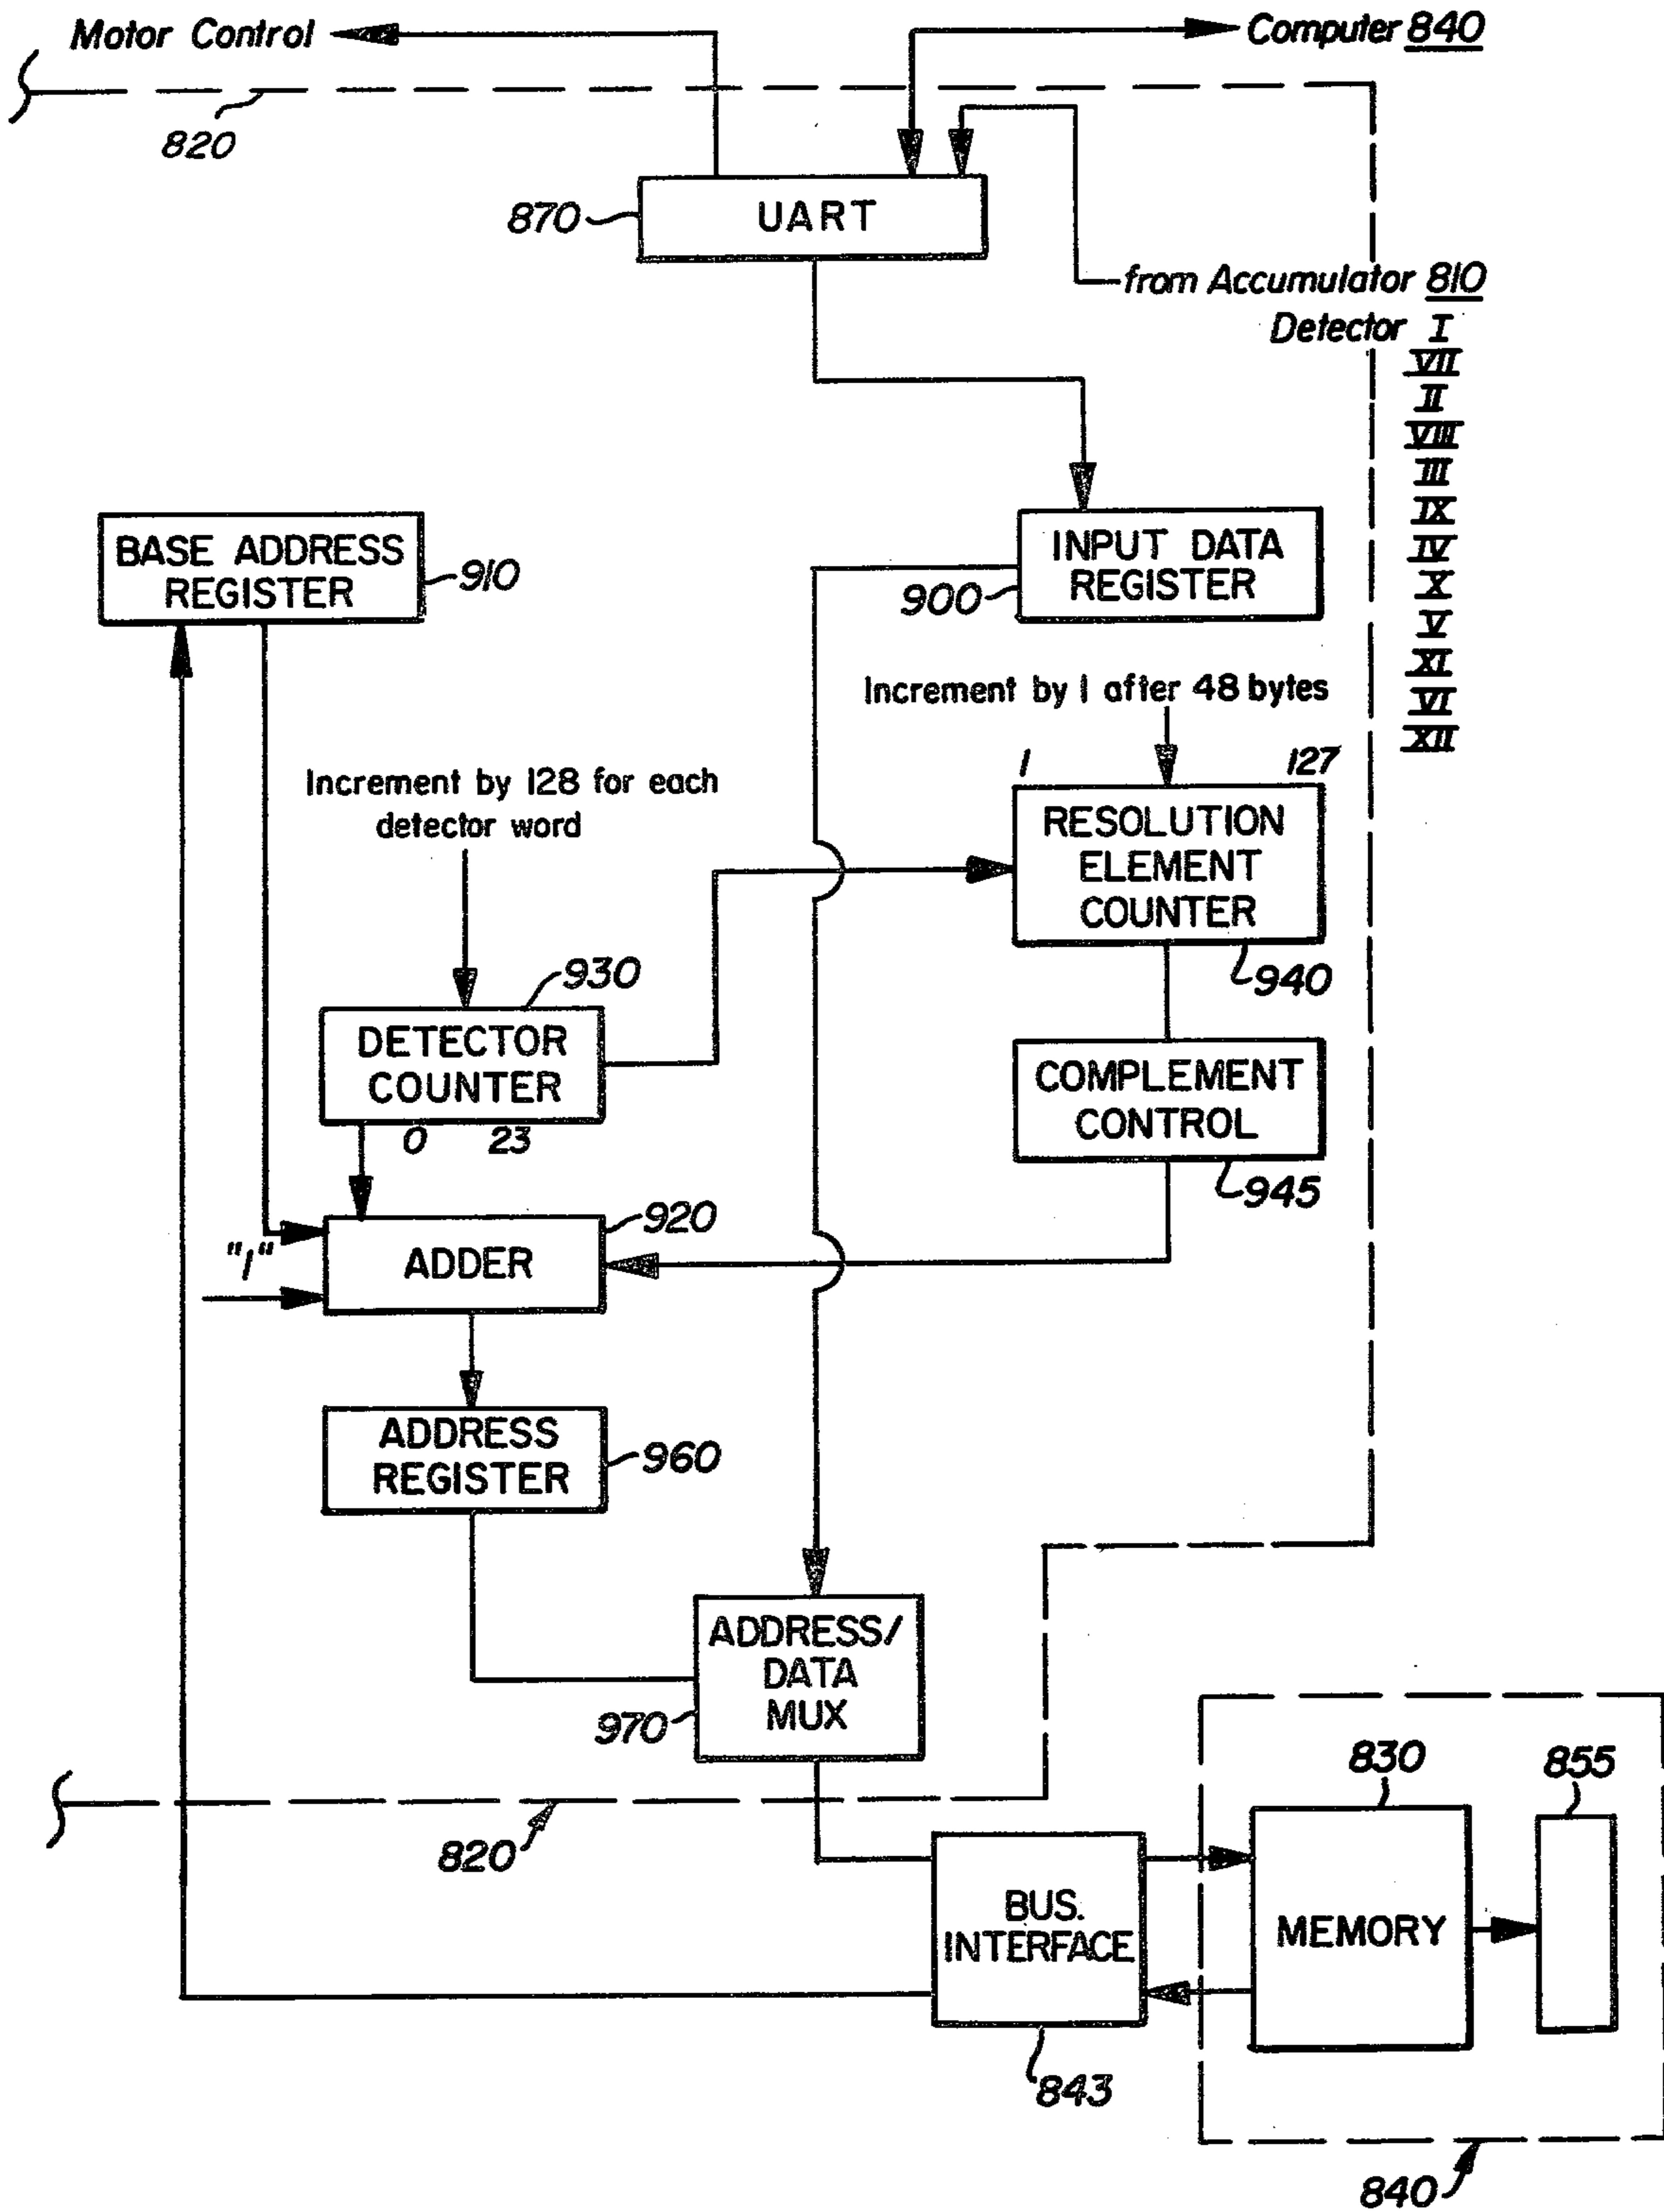 Motor Control
Computer 840
820
870
UART
from Accumulator 810
Detector I
VII
II
VIII
III
IX
IV
X
V
XI
VI
XII
BASE ADDRESS
REGISTER
910
INPUT DATA
REGISTER
900
Increment by 1 after 48 bytes
1 127
Increment by 128 for each
detector word
RESOLUTION
ELEMENT
COUNTER
940
930
DETECTOR
COUNTER
0 23
COMPLEMENT
CONTROL
945
920
"1"
ADDER
ADDRESS
REGISTER
960
ADDRESS/
DATA
MUX
970
820
830
855
BUS.
INTERFACE
MEMORY
843
840